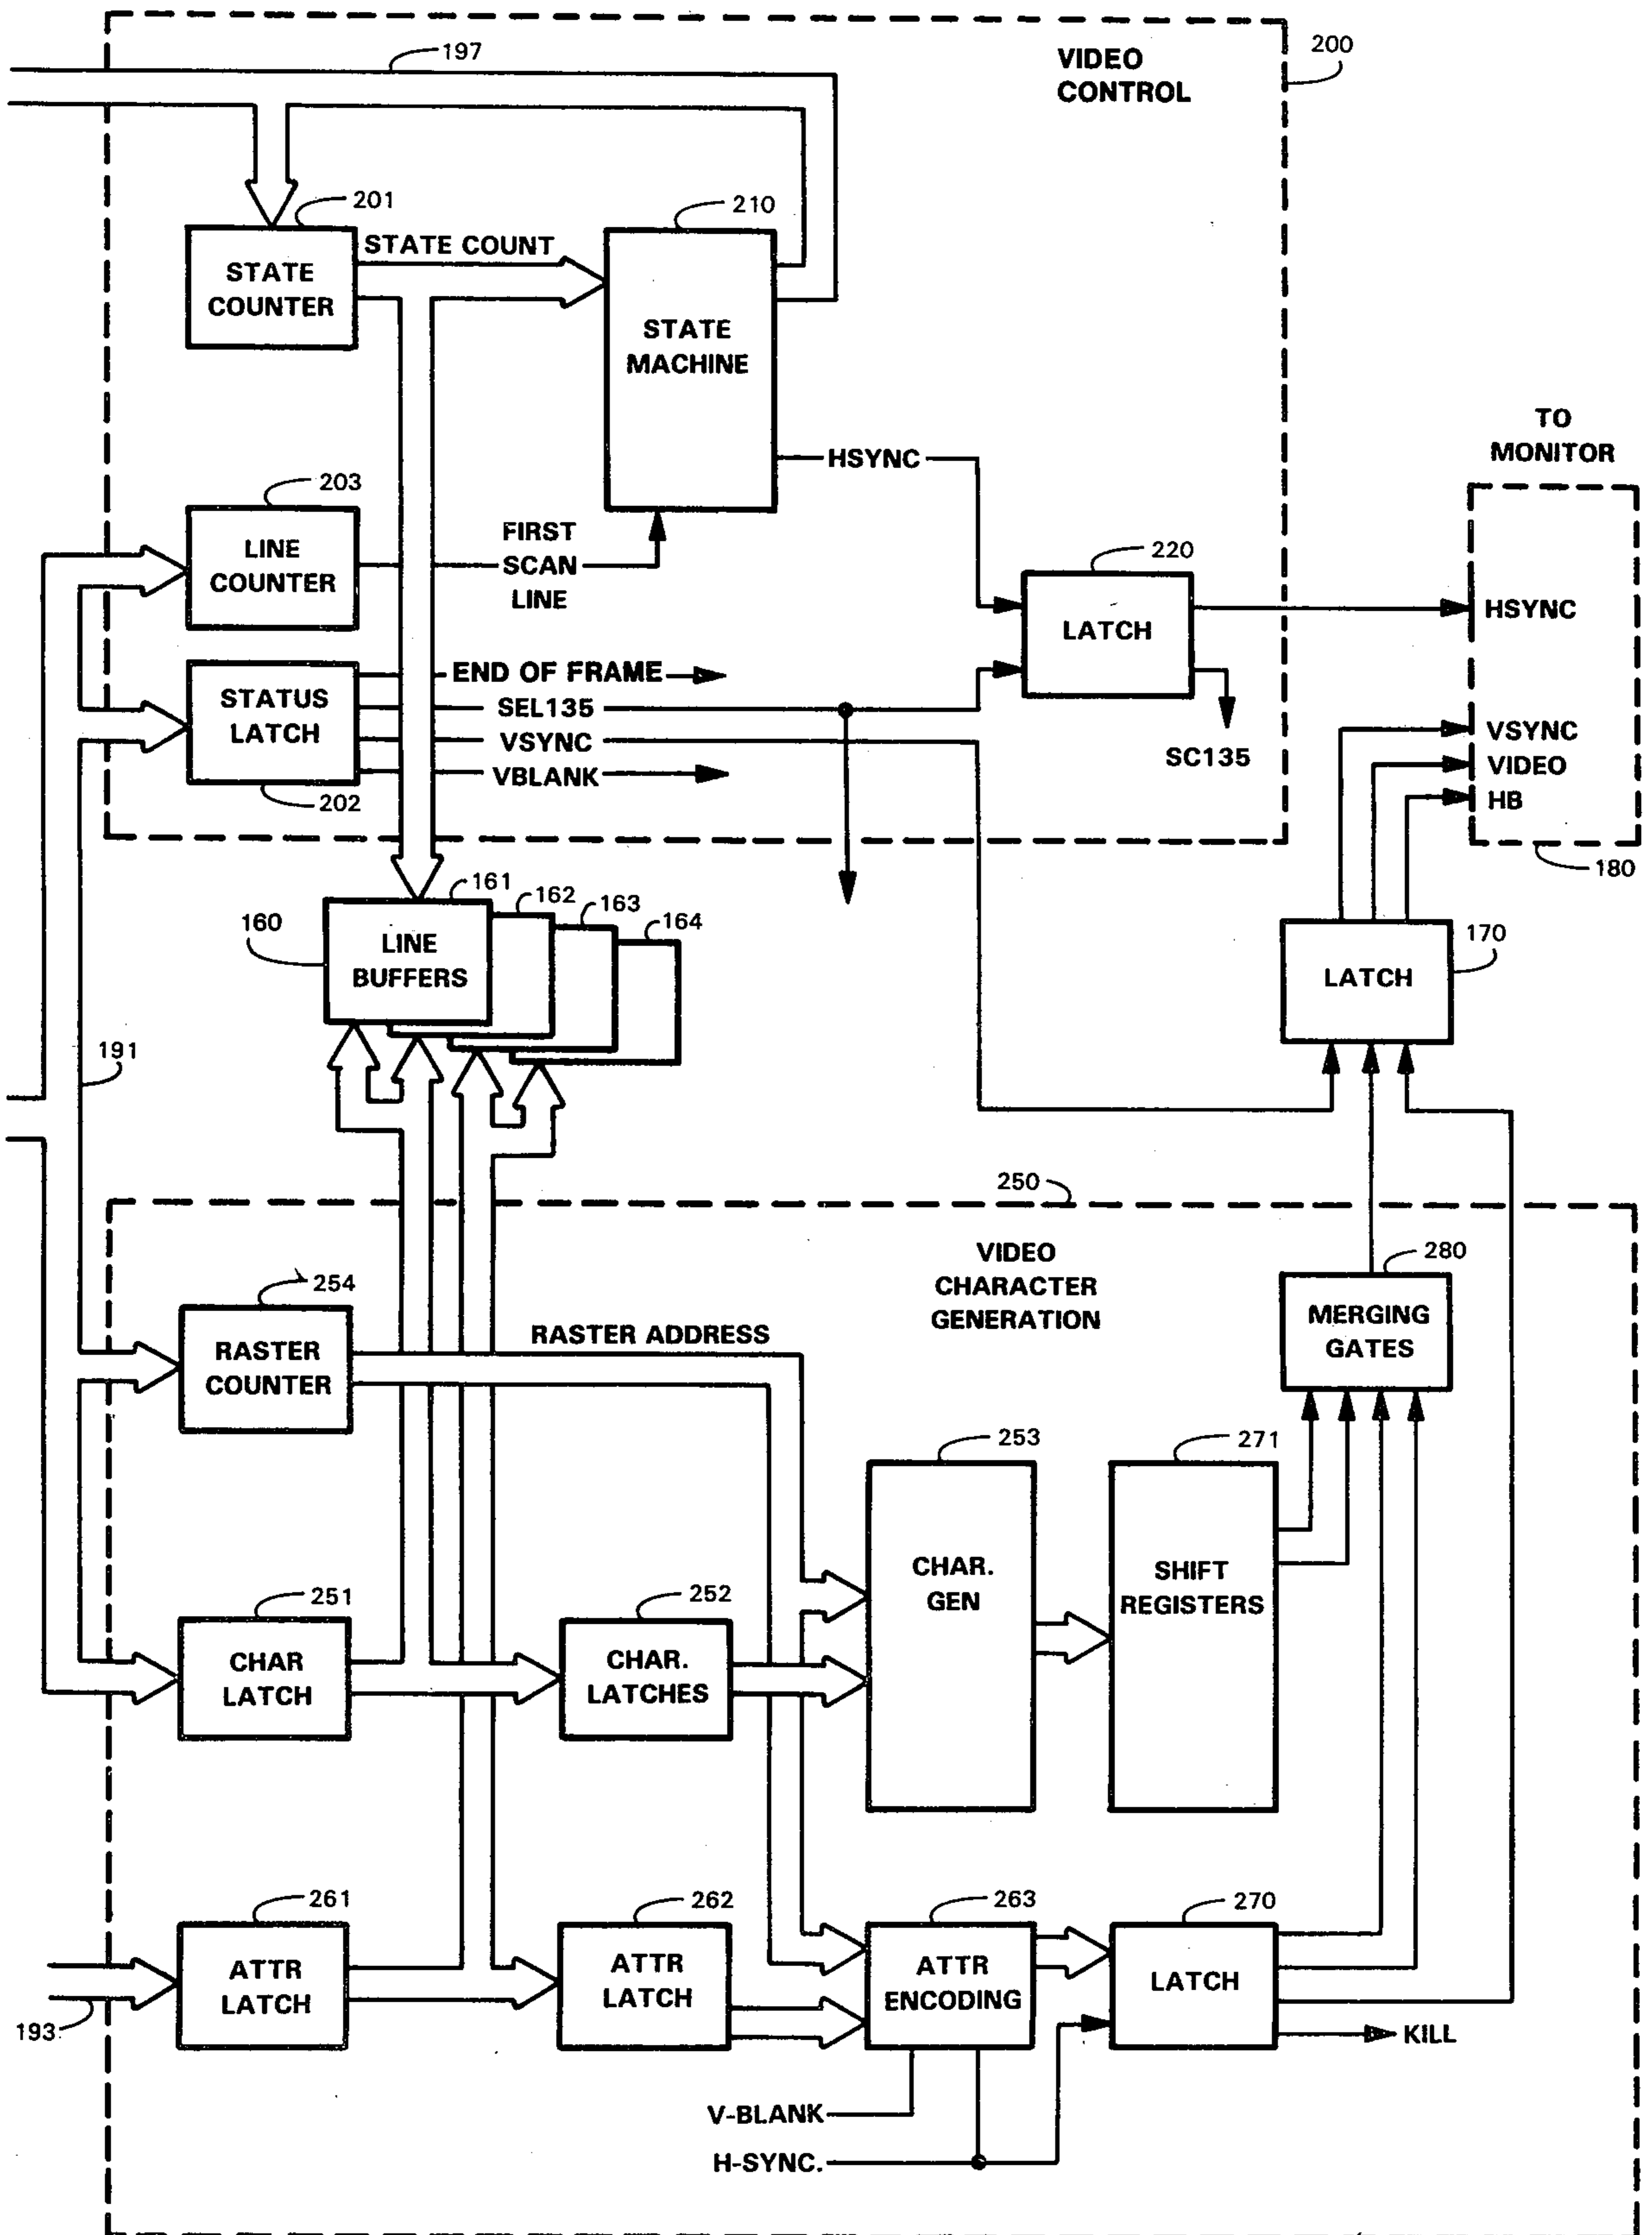 197
VIDEO
CONTROL
200
201
STATE COUNT
210
STATE
COUNTER
STATE
MACHINE
HSYNC
TO
MONITOR
203
LINE
COUNTER
FIRST
SCAN
LINE
220
LATCH
HSYNC
STATUS
LATCH
END OF FRAME
SEL135
VSYNC
VBLANK
202
SC135
VSYNC
VIDEO
HB
180
160
161
162
163
164
LINE
BUFFERS
170
LATCH
191
250
VIDEO
CHARACTER
GENERATION
280
MERGING
GATES
254
RASTER
COUNTER
RASTER ADDRESS
253
CHAR.
GEN
271
SHIFT
REGISTERS
251
CHAR
LATCH
252
CHAR.
LATCHES
261
ATTR
LATCH
262
ATTR
LATCH
263
ATTR
ENCODING
270
LATCH
193
KILL
V-BLANK
H-SYNC.